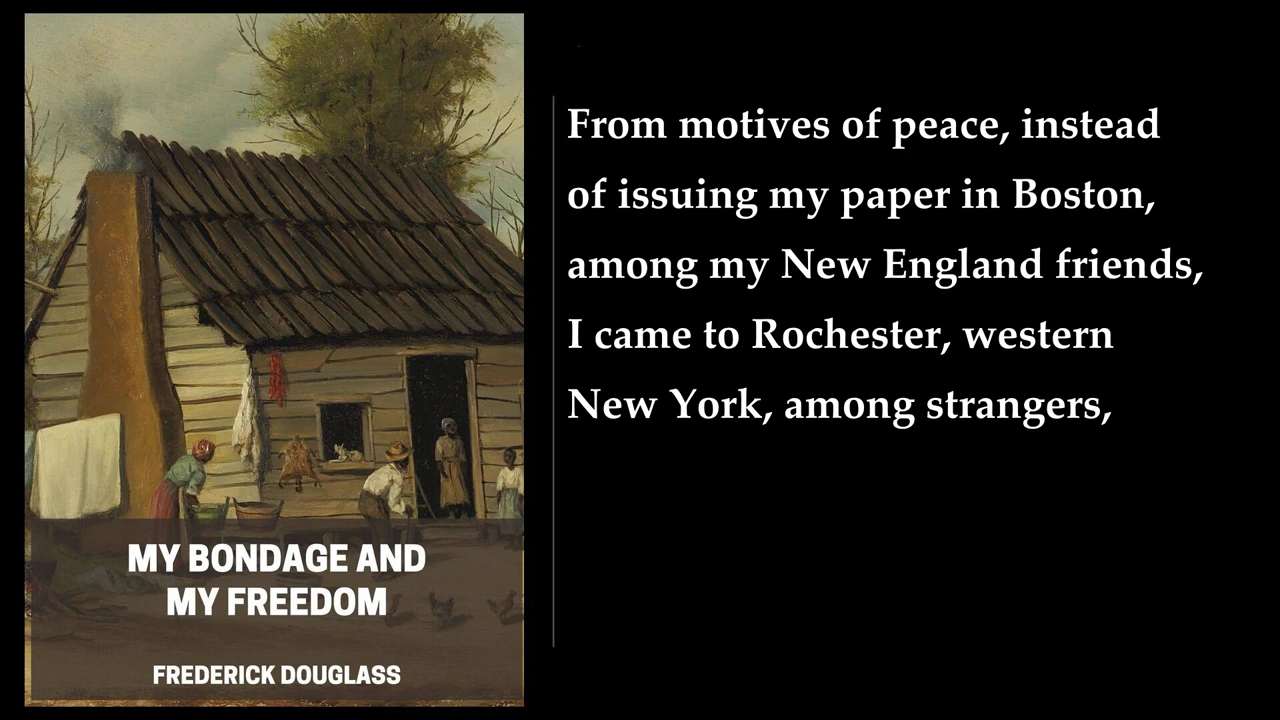 MY BONDAGE AND
MY FREEDOM
FREDERICK DOUGLASS
From motives of peace, instead
of issuing my paper in Boston,
among my New England friends,
I came to Rochester, western
New York, among strangers,